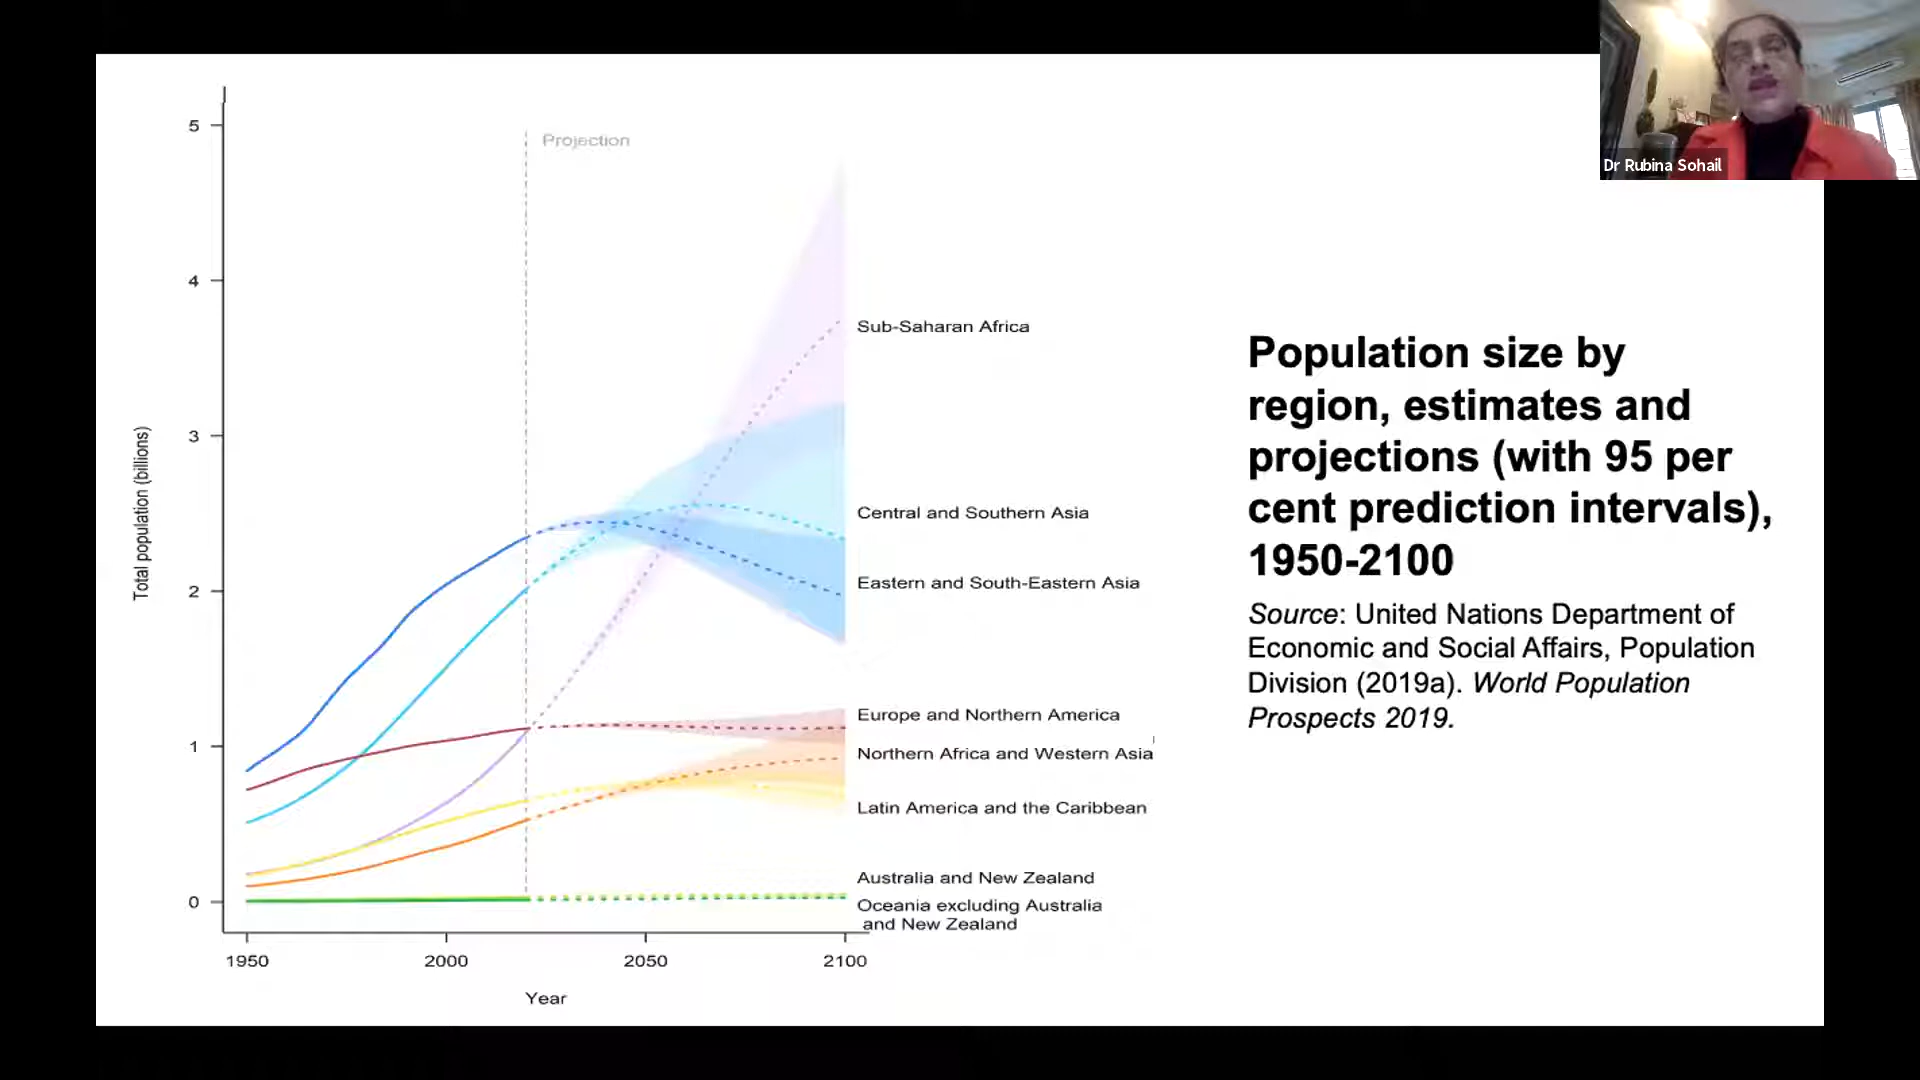 Dr Rubina Sohail
5
4
3
2
1
0
Total population (billions)
Projection
Sub-Saharan Africa
Central and Southern Asia
Eastern and South-Eastern Asia
Europe and Northern America
Northern Africa and Western Asia
Latin America and the Caribbean
Australia and New Zealand
Oceania excluding Australia
and New Zealand
1950
2000
2050
2100
Year
Population size by
region, estimates and
projections (with 95 per
cent prediction intervals),
1950-2100
Source: United Nations Department of
Economic and Social Affairs, Population
Division (2019a). World Population
Prospects 2019.